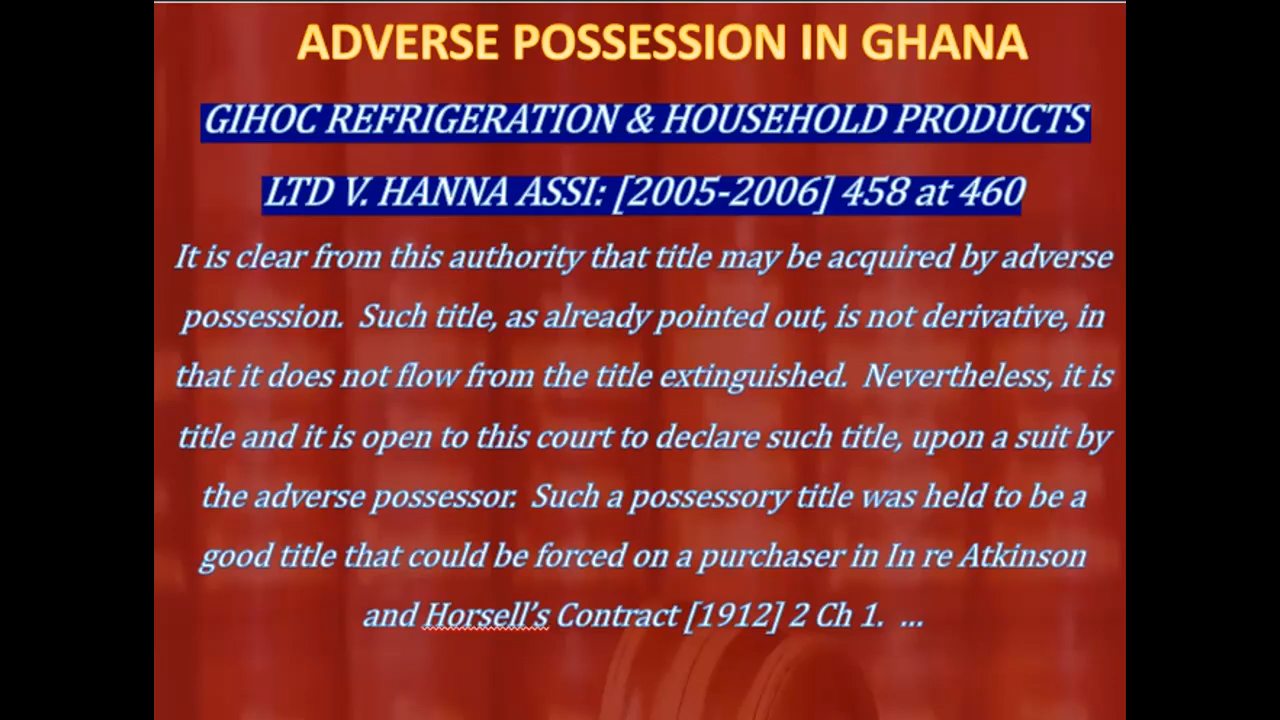 ADVERSE POSSESSION IN GHANA
GIHOC REFRIGERATION & HOUSEHOLD PRODUCTS
LTD V. HANNA ASSI: [2005-2006] 458 at 460
It is clear from this authority that title may be acquired by adverse
possession.  Such title, as already pointed out, is not derivative, in
that it does not flow from the title extinguished.  Nevertheless, it is
title and it is open to this court to declare such title, upon a suit by
the adverse possessor.  Such a possessory title was held to be a
good title that could be forced on a purchaser in In re Atkinson
and Horsell’s Contract [1912] 2 Ch 1.  …